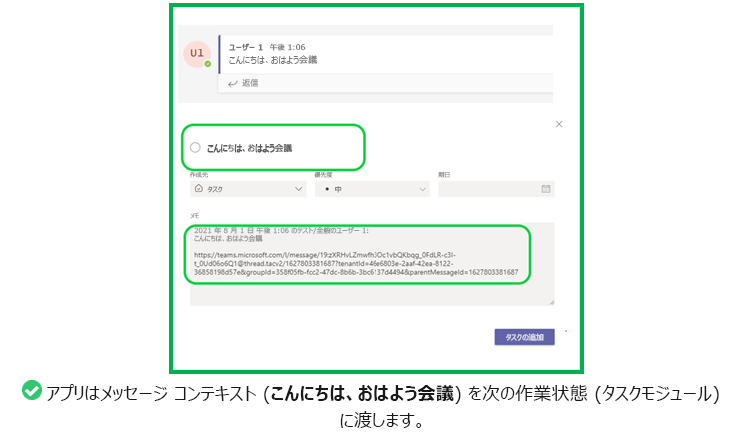 U1
ユーザー 1 午後 1:06
こんにちは、おはよう会議
返信
こんにちは、おはよう会議
作成先
優先度
期日
タスク
中
メモ
2021 年 8 月 1 日 午後 1:06 のテスト/全般のユーザー 1:
こんにちは、おはよう会議
https://teams.microsoft.com/l/message/19:zXRHvLZmwfhJOc1vbQKbqg_0FdLR-c3I-
t_0Ud06o6Q1@thread.tacv2/1627803381687?tenantId=46e6803e-2aaf-42ea-8122-
36858198d57e&groupId=358f05fb-fcc2-47dc-8b6b-3bc6137d4494&parentMessageId=1627803381687
タスクの追加
アプリはメッセージ コンテキスト (こんにちは、おはよう会議) を次の作業状態 (タスクモジュール)
に渡します。